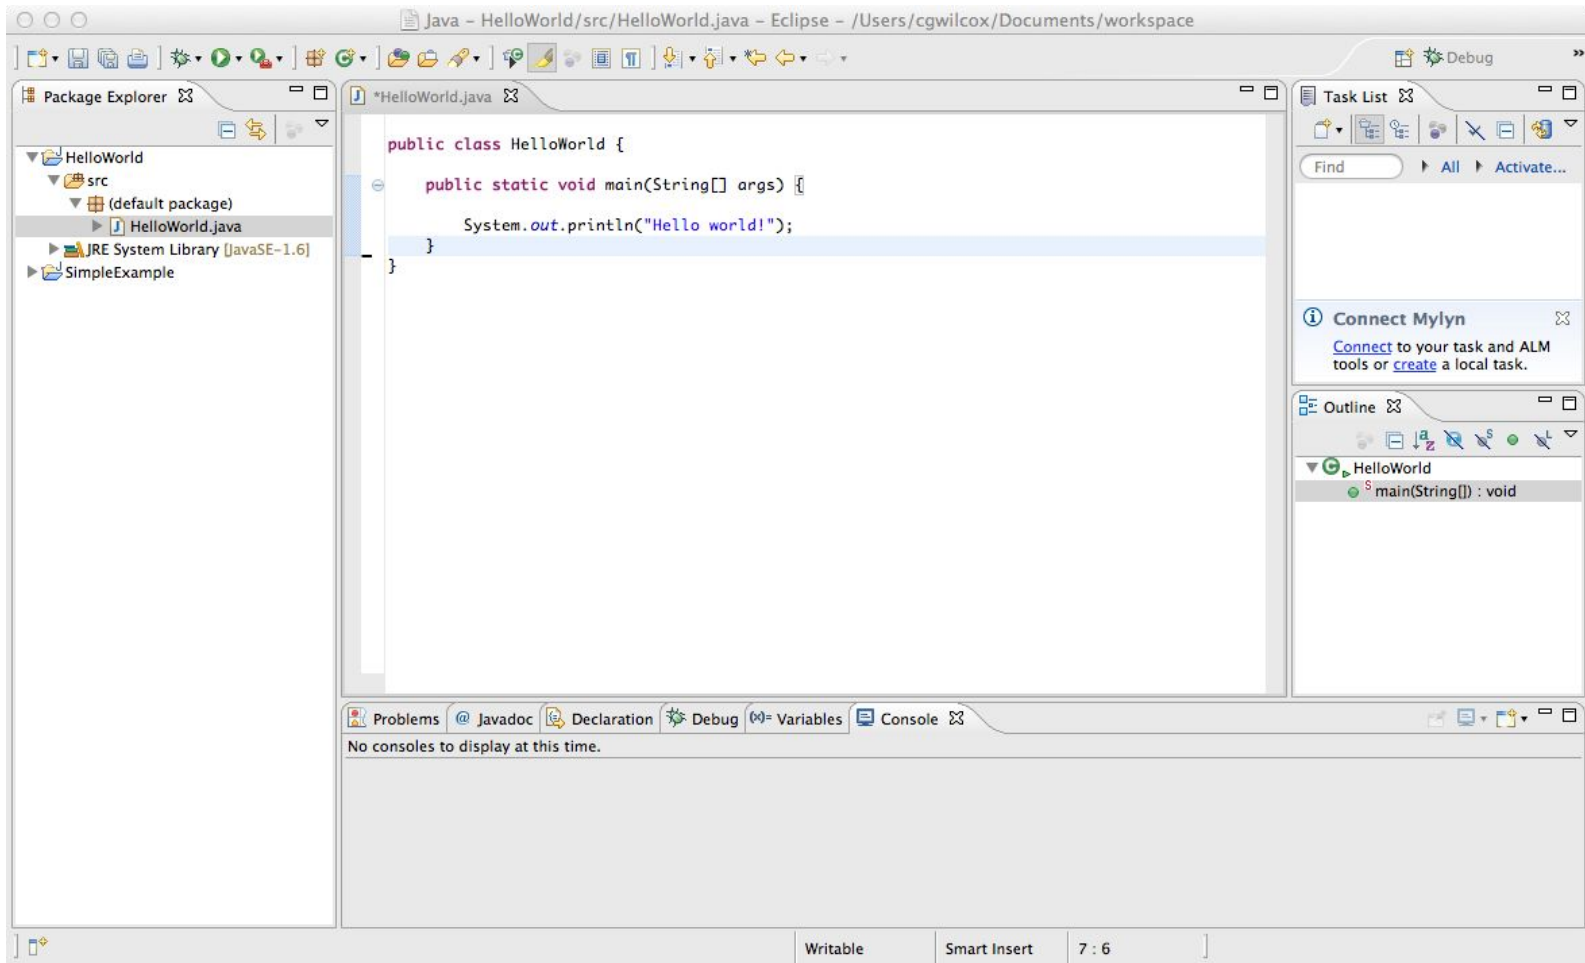 Java – HelloWorld/src/HelloWorld.java – Eclipse – /Users/cgwilcox/Documents/workspace
Debug
»
Package Explorer
HelloWorld
src
(default package)
HelloWorld.java
JRE System Library [JavaSE-1.6]
SimpleExample
*HelloWorld.java
public class HelloWorld {
public static void main(String[] args) {
System.out.println("Hello world!");
}
}
Task List
Find
All
Activate...
Connect Mylyn
Connect to your task and ALM
tools or create a local task.
Outline
HelloWorld
main(String[]) : void
Problems @ Javadoc Declaration Debug (x)= Variables Console
No consoles to display at this time.
Writable
Smart Insert
7 : 6